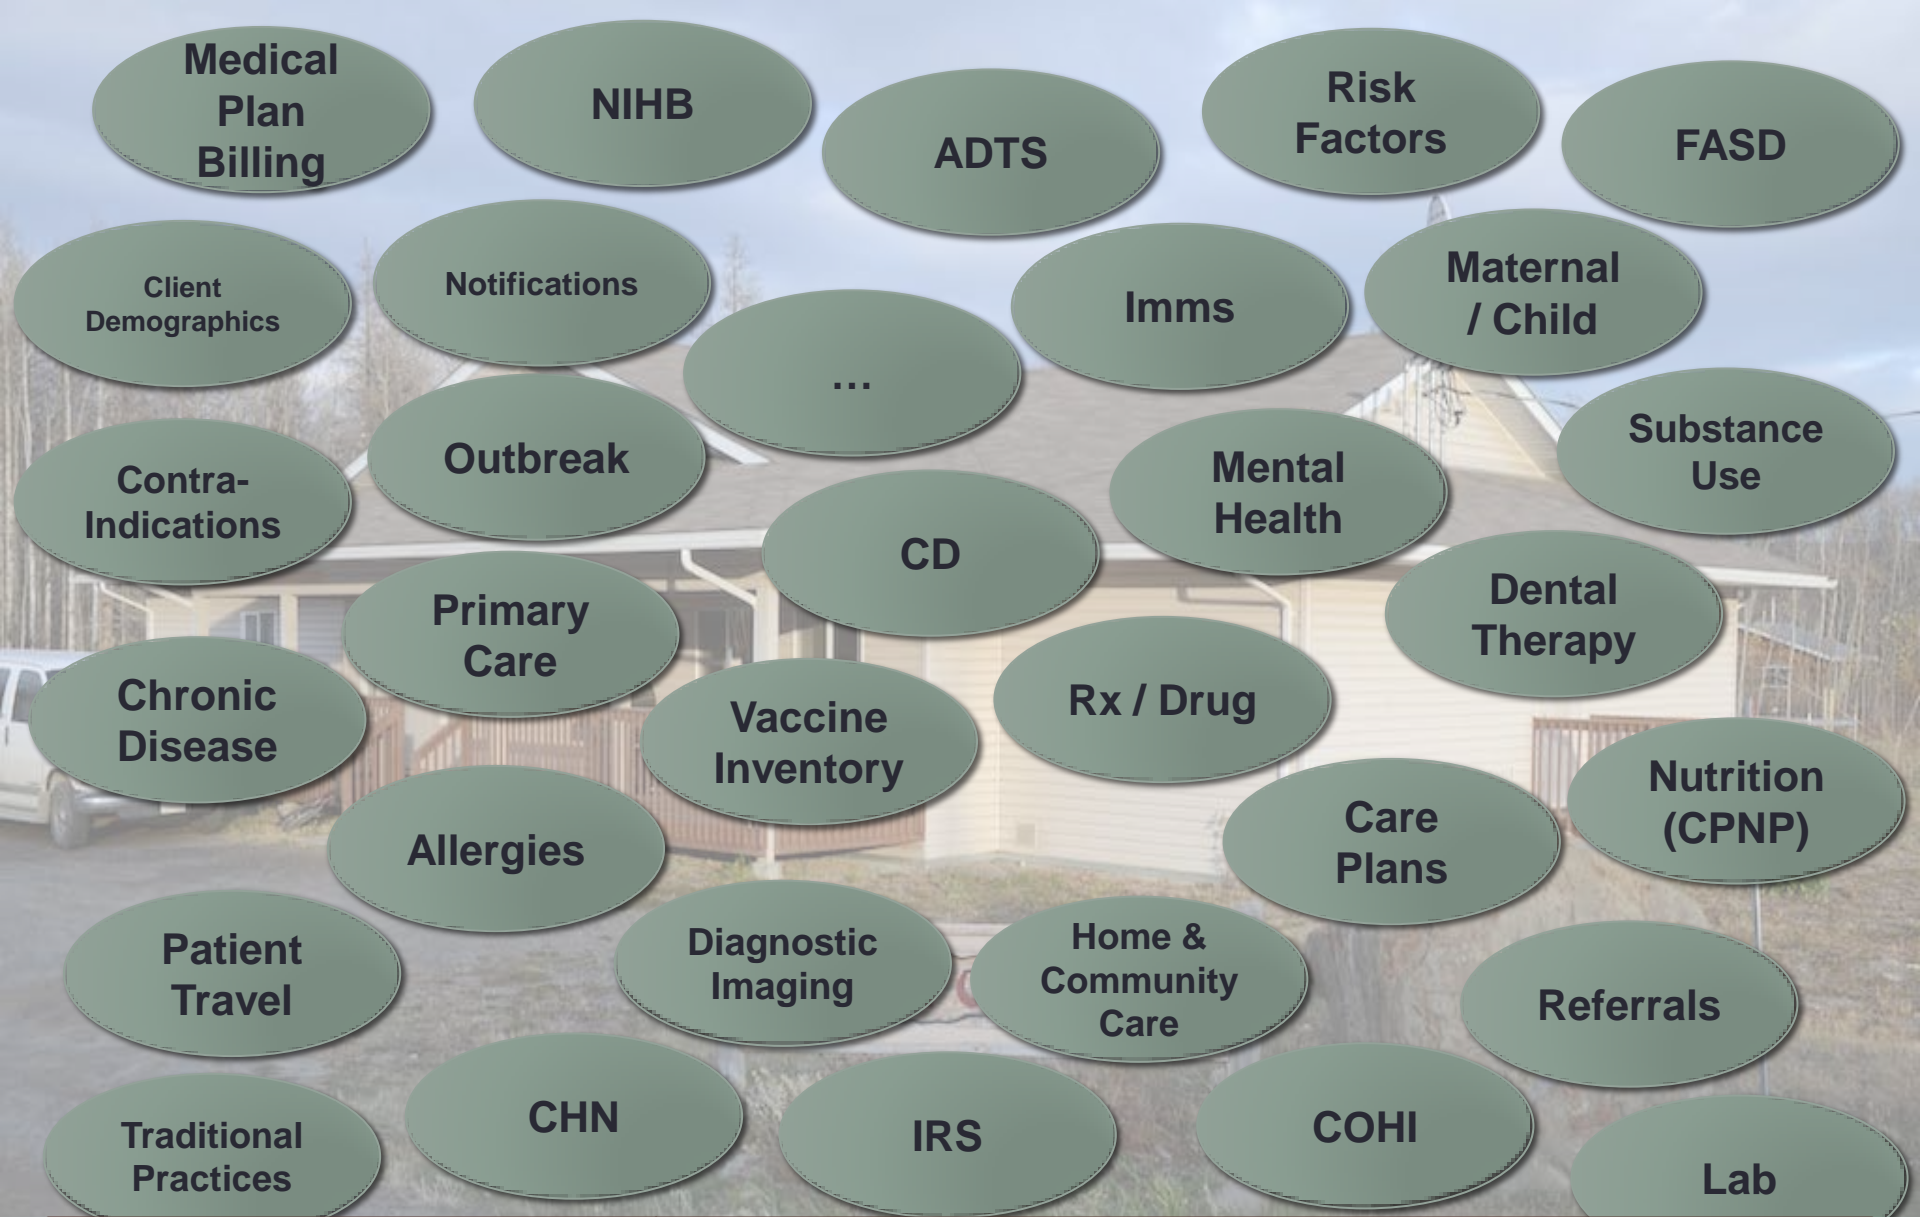 Medical
Plan
Billing
NIHB
ADTS
Risk
Factors
FASD
Client
Demographics
Notifications
...
Imms
Maternal
/ Child
Contra-
Indications
Outbreak
CD
Mental
Health
Substance
Use
Primary
Care
Dental
Therapy
Chronic
Disease
Vaccine
Inventory
Rx / Drug
Nutrition
(CPNP)
Allergies
Care
Plans
Patient
Travel
Diagnostic
Imaging
Home &
Community
Care
Referrals
Traditional
Practices
CHN
IRS
COHI
Lab